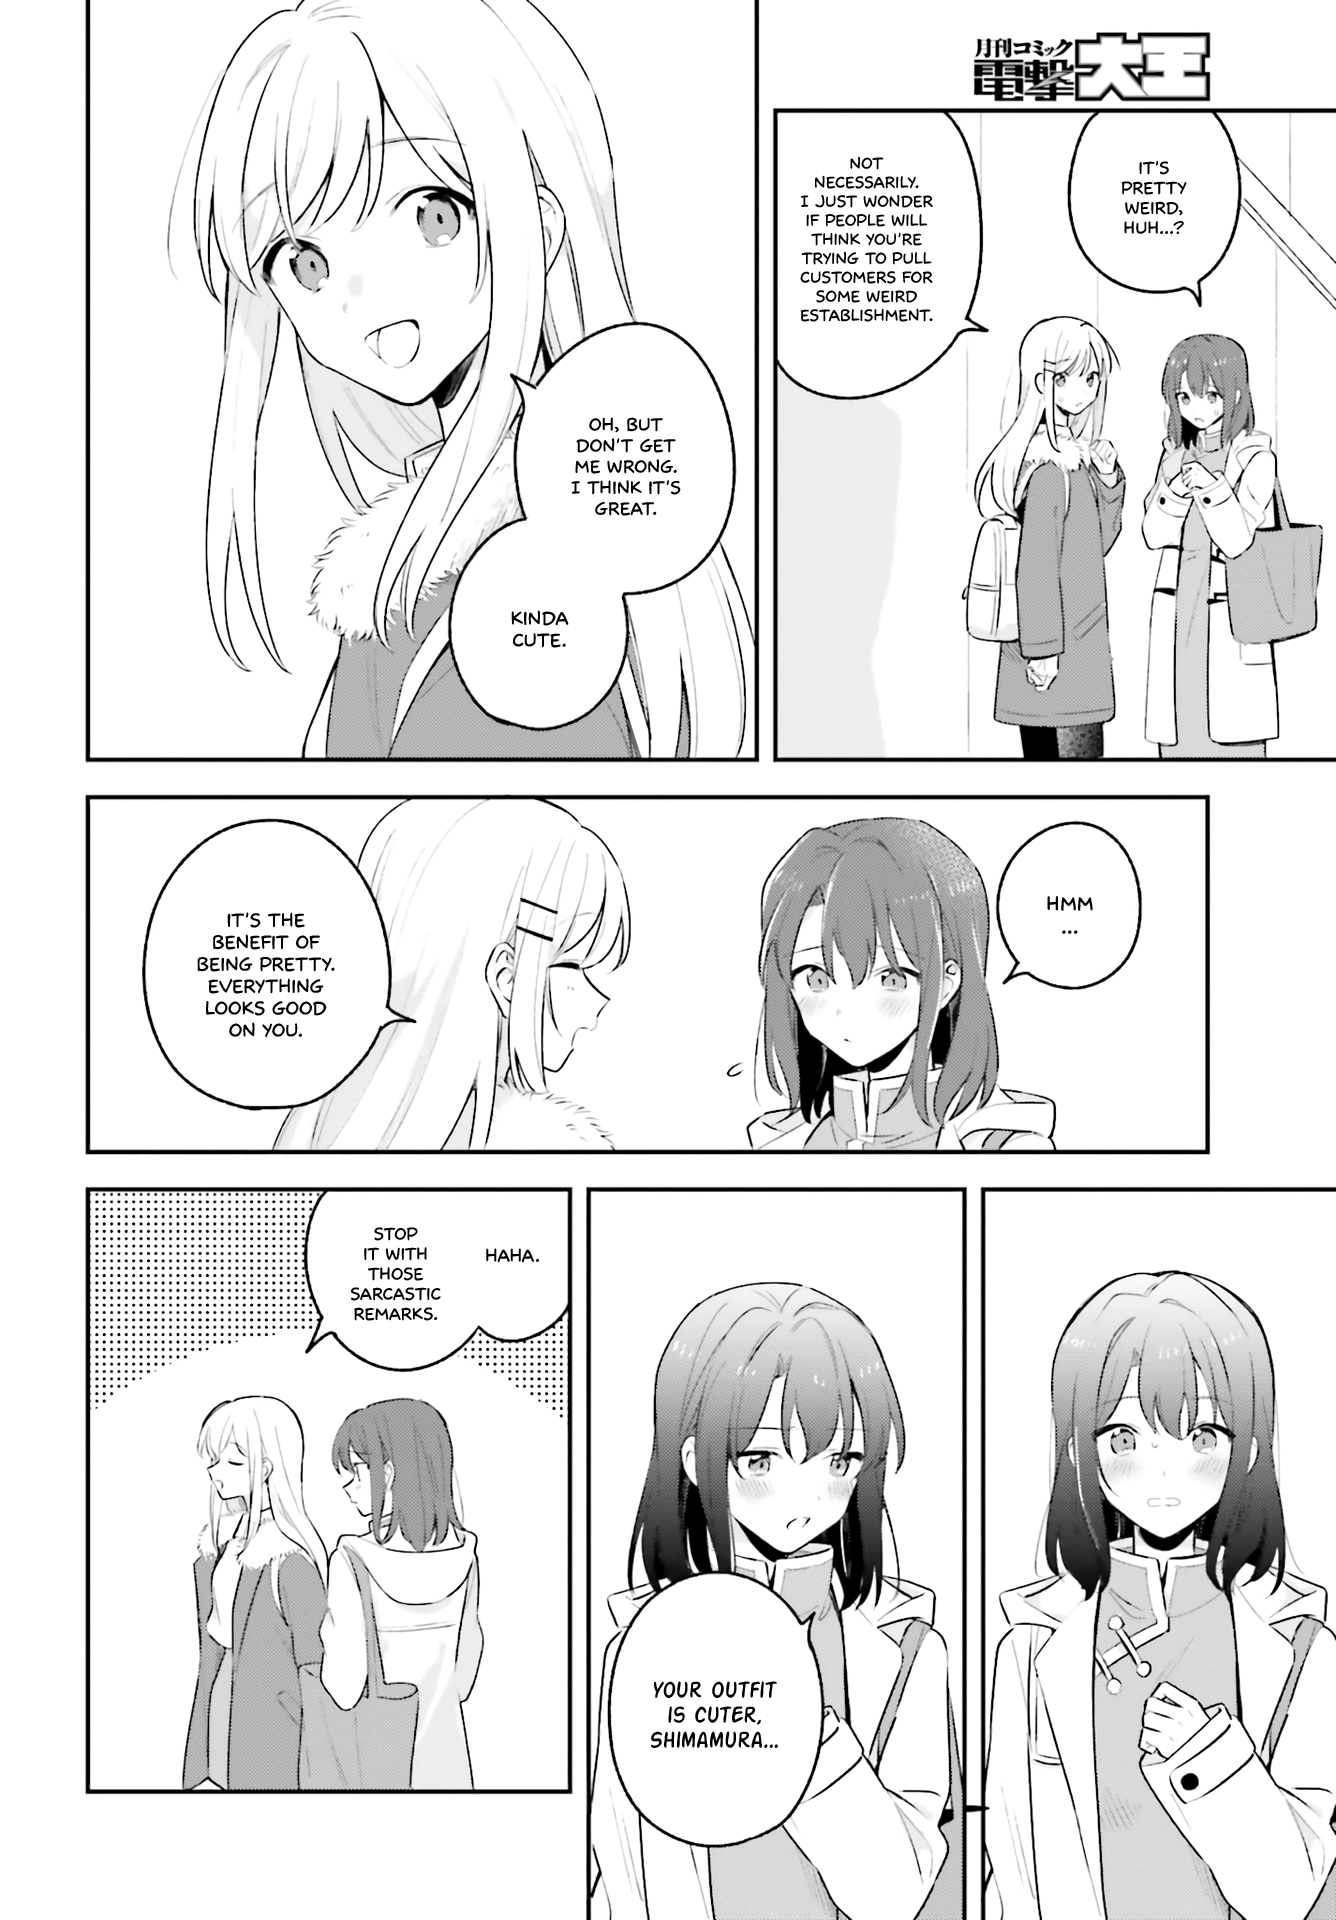 月刊コミック
電撃大王
IT'S
PRETTY
WEIRD,
HUH...?
NOT
NECESSARILY.
I JUST WONDER
IF PEOPLE WILL
THINK YOU'RE
TRYING TO PULL
CUSTOMERS FOR
SOME WEIRD
ESTABLISHMENT.
OH, BUT
DON'T GET
ME WRONG.
I THINK IT'S
GREAT.
KINDA
CUTE.
HMM
...
IT'S THE
BENEFIT OF
BEING PRETTY.
EVERYTHING
LOOKS GOOD
ON YOU.
YOUR OUTFIT
IS CUTER,
SHIMAMURA...
HAHA.
STOP
IT WITH
THOSE
SARCASTIC
REMARKS.